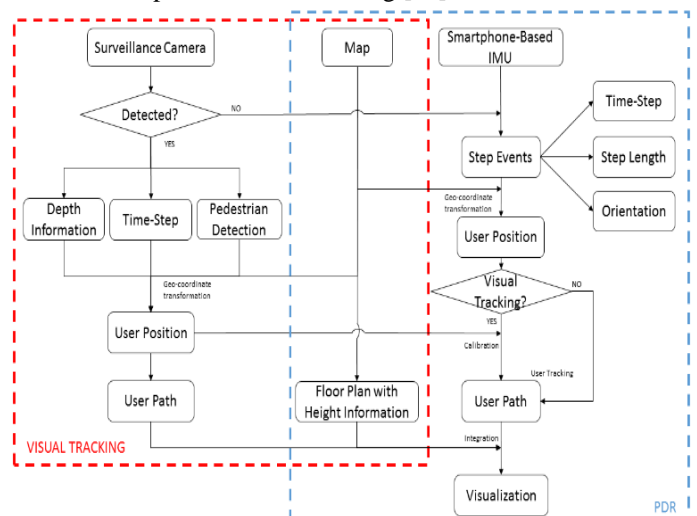 Surveillance Camera
Map
Smartphone-Based
IMU
Detected?
NO
YES
Time-Step
Step Events
Step Length
Orientation
Depth
Information
Time-Step
Pedestrian
Detection
Geo-coordinate
transformation
User Position
Geo-coordinate
transformation
User Position
Visual
Tracking?
NO
YES
Calibration
User Tracking
User Path
Floor Plan with
Height Information
User Path
Integration
VISUAL TRACKING
Visualization
PDR